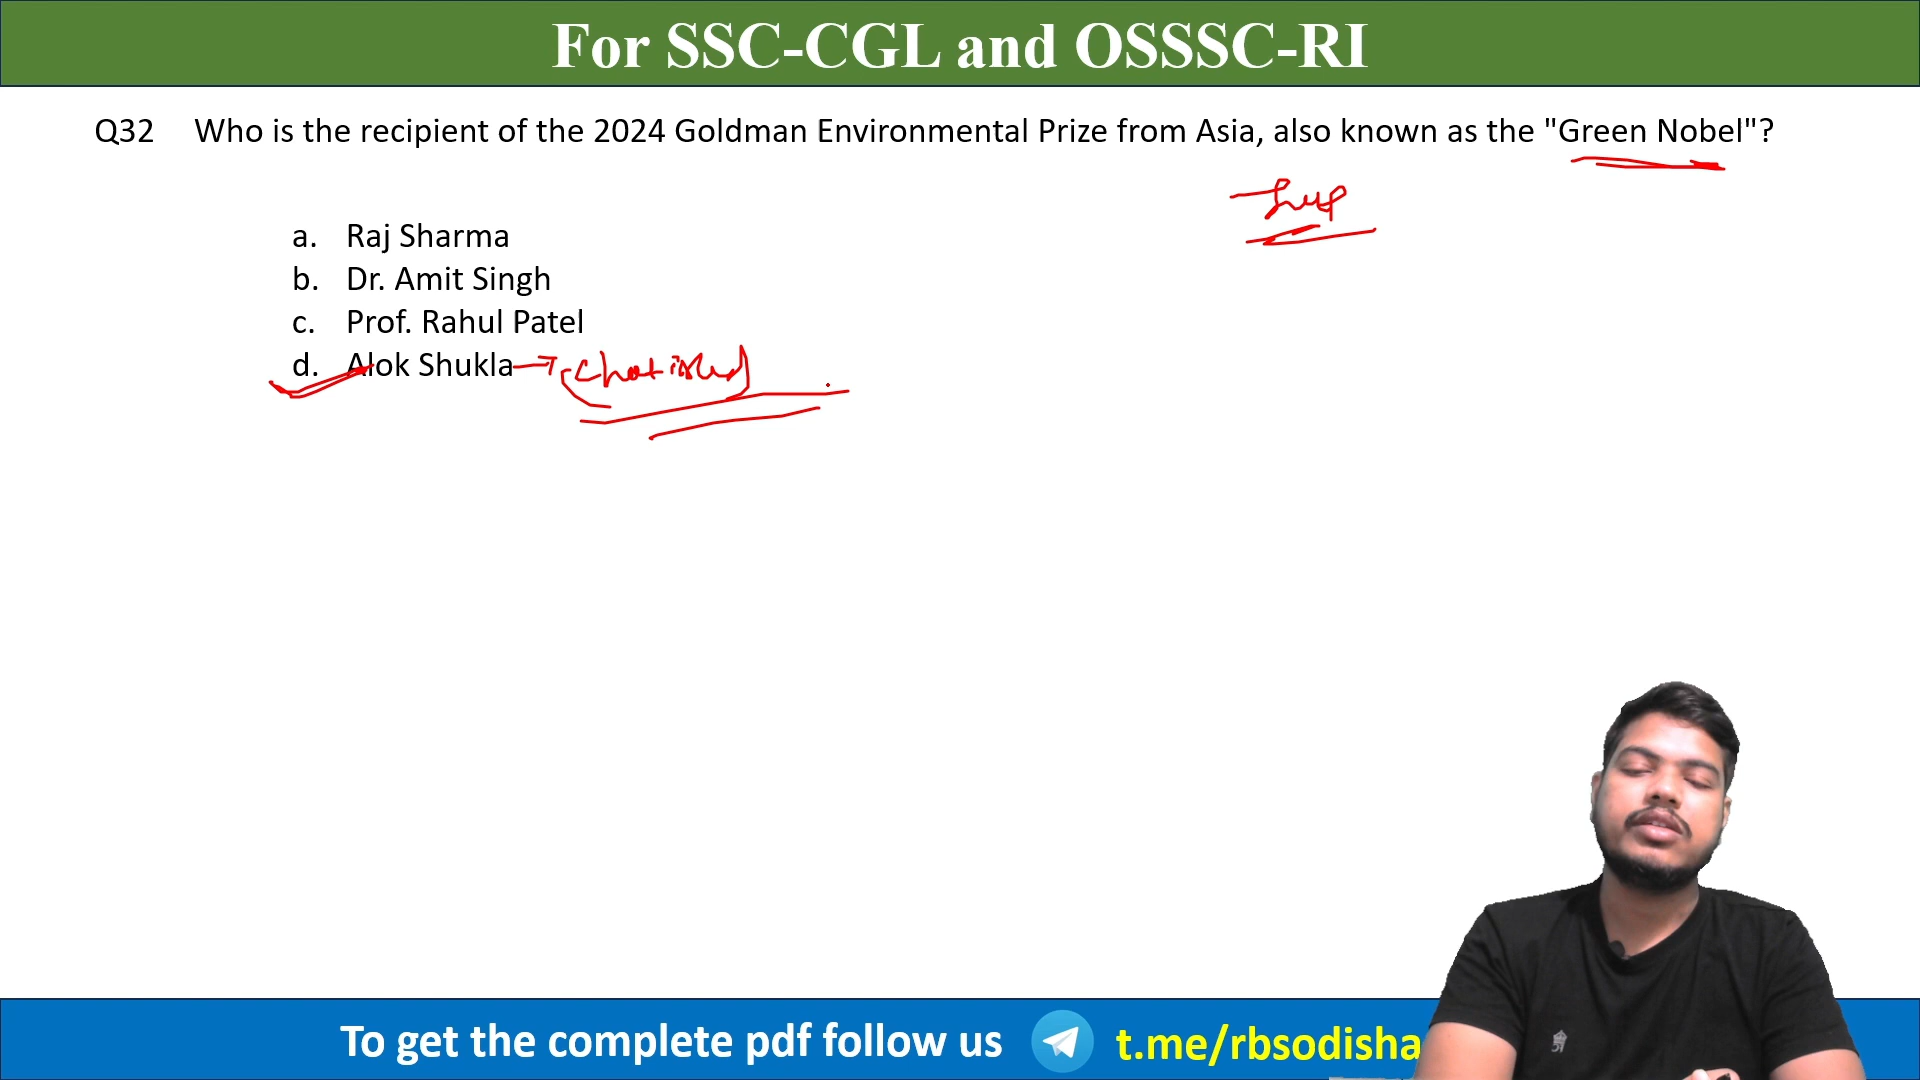 For SSC-CGL and OSSSC-RI
Q32 Who is the recipient of the 2024 Goldman Environmental Prize from Asia, also known as the "Green Nobel"?
a. Raj Sharma
b. Dr. Amit Singh
c. Prof. Rahul Patel
d. Alok Shukla
To get the complete pdf follow us t.me/rbsodisha